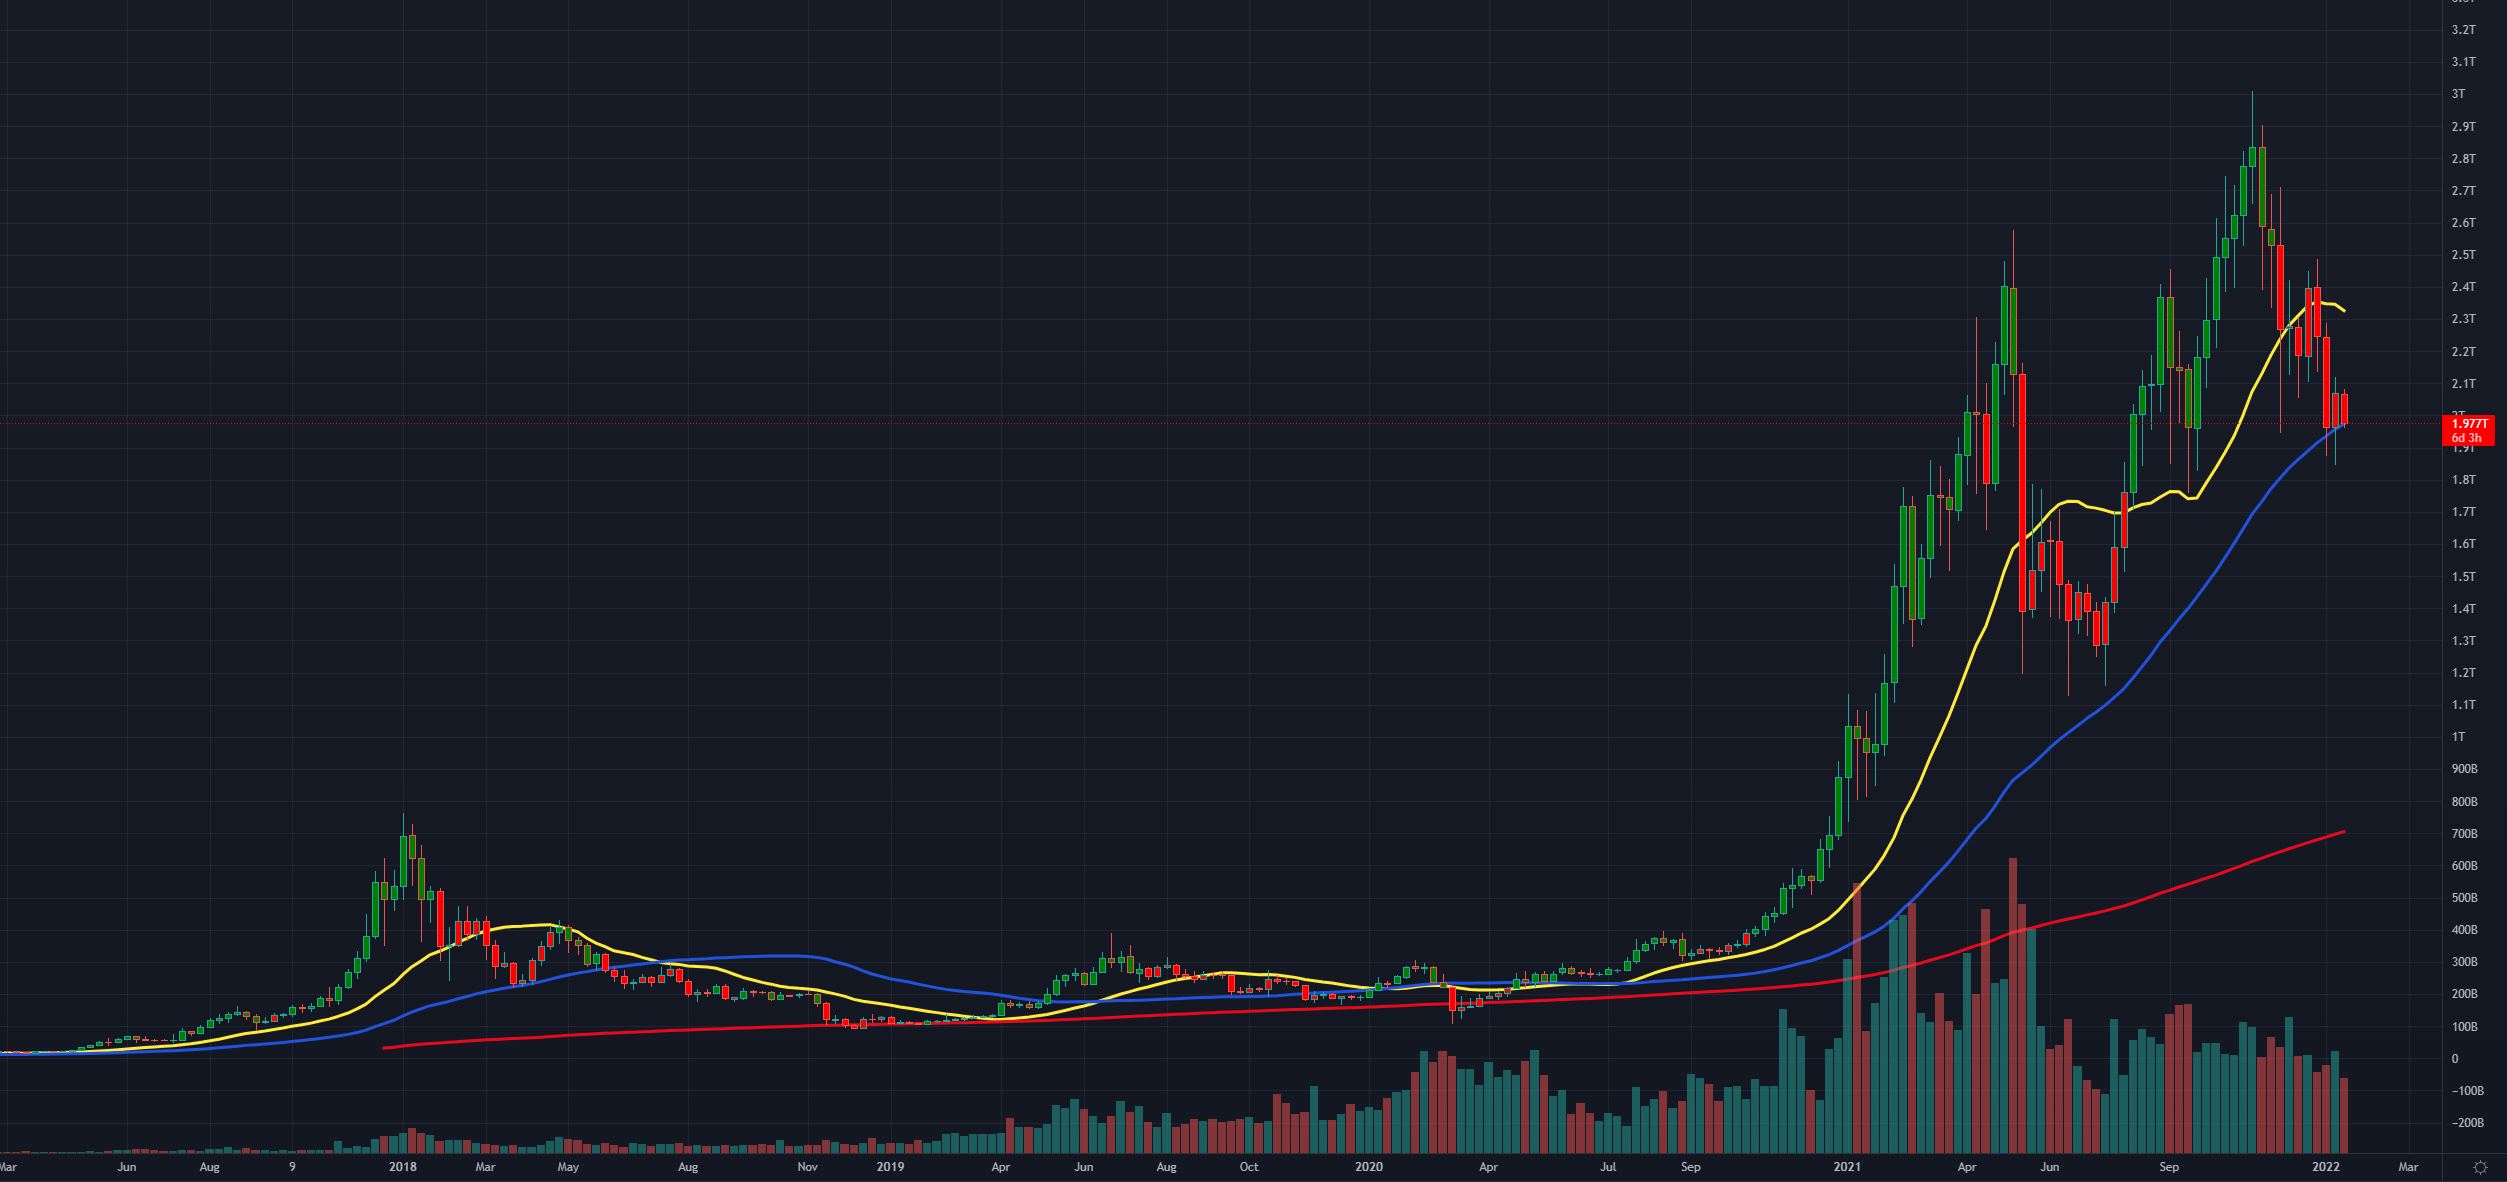 3.2T
3.1T
3T
2.9T
2.8T
2.7T
2.6T
2.5T
2.4T
2.3T
2.2T
2.1T
2T
1.977T
6d 3h
1.9T
1.8T
1.7T
1.6T
1.5T
1.4T
1.3T
1.2T
1.1T
1T
900B
800B
700B
600B
500B
400B
300B
200B
100B
0
−100B
−200B
Mar Jun Aug 9 2018 Mar May Aug Nov 2019 Apr Jun Aug Oct 2020 Apr Jul Sep 2021 Apr Jun Sep 2022 Mar